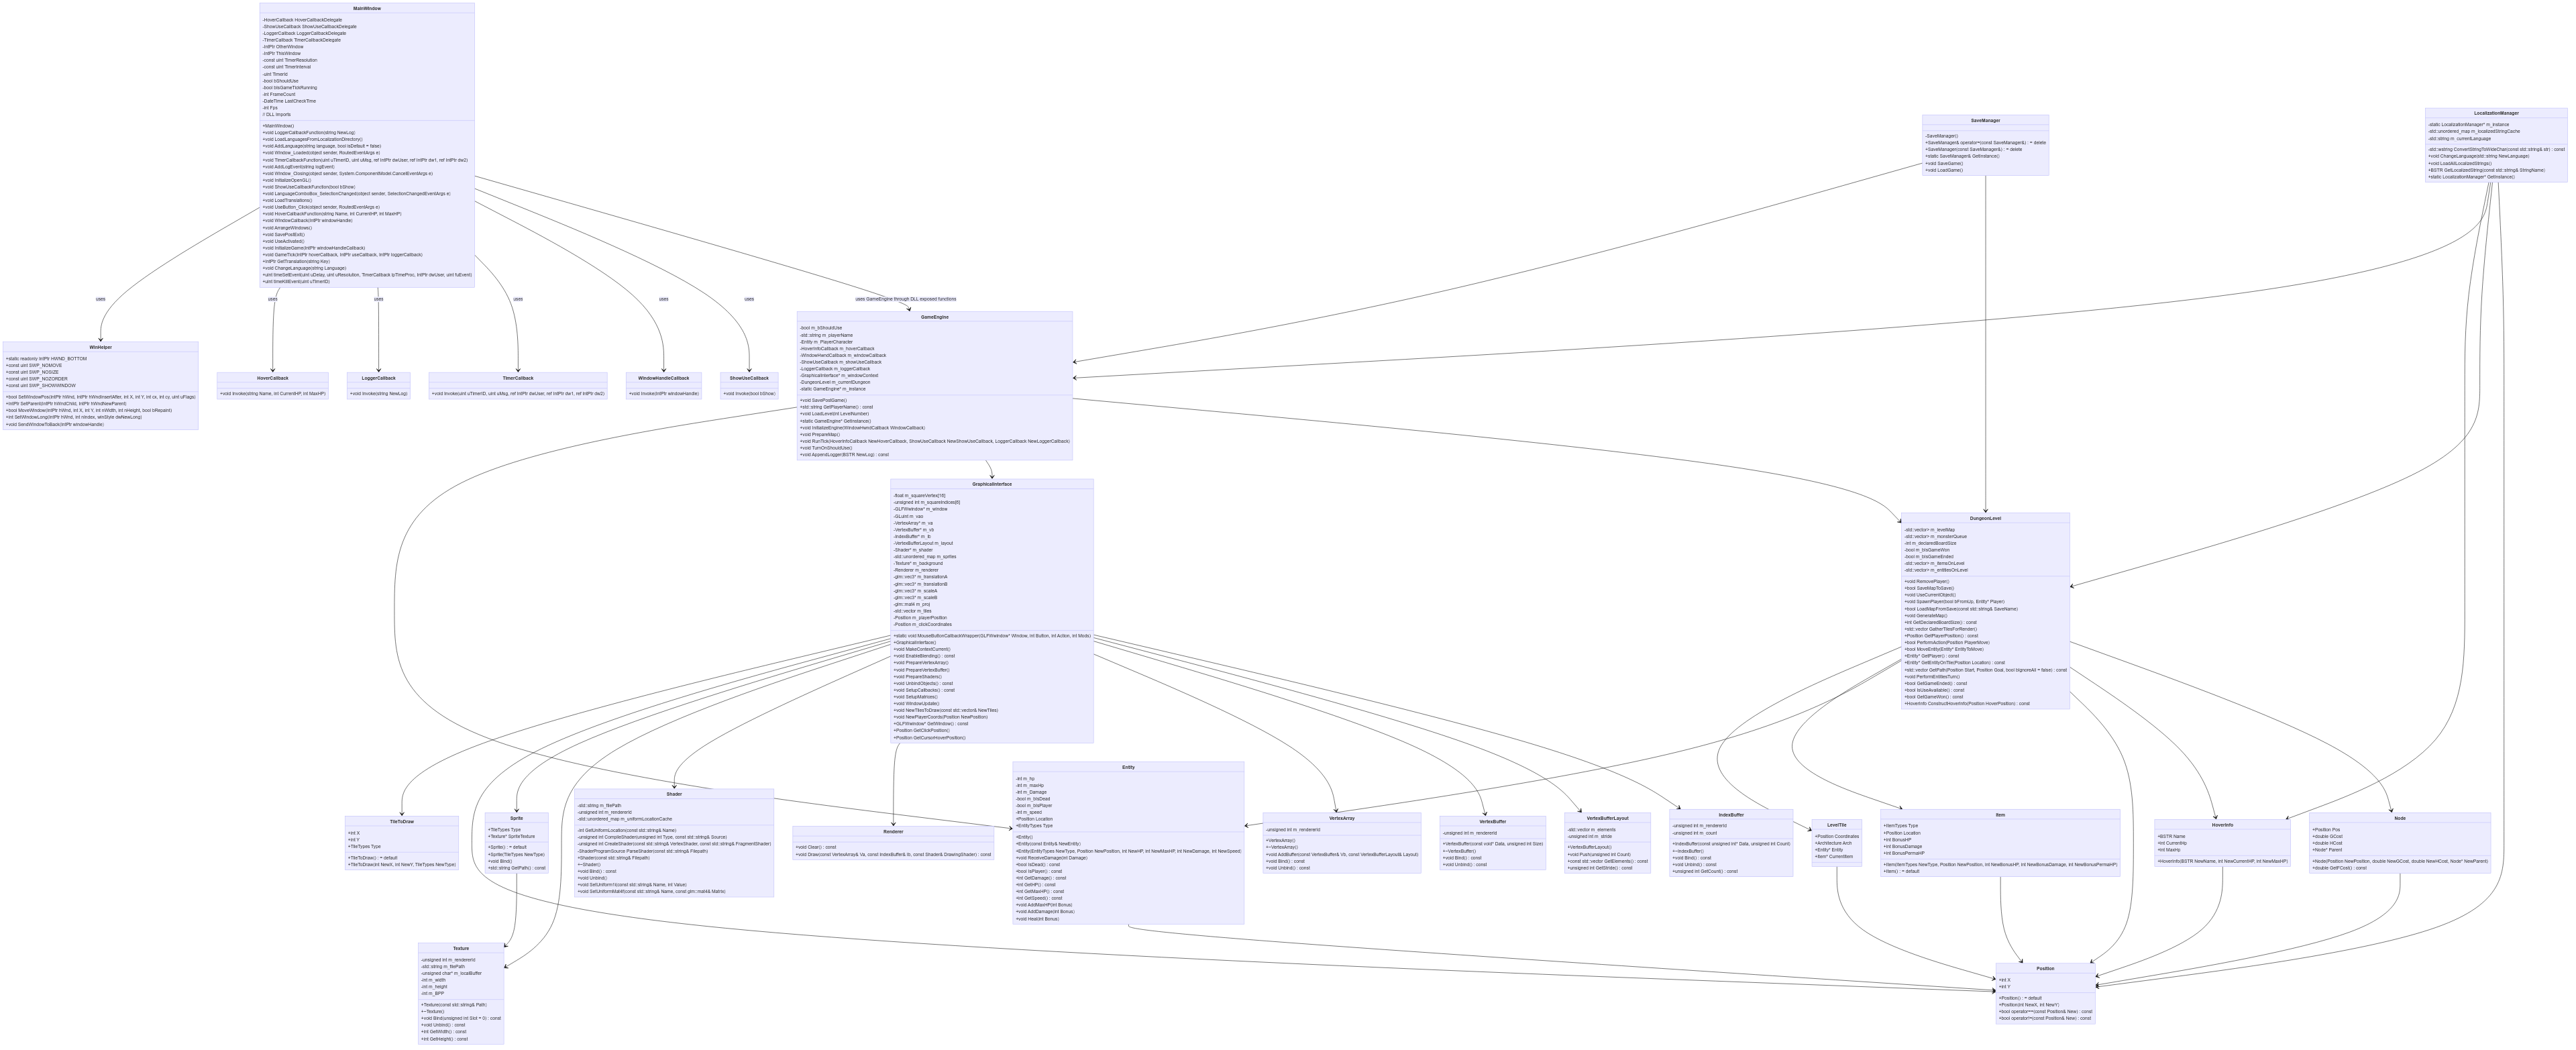 MainWindow
-HoverCallback HoverCallbackDelegate
-ShowUseCallback ShowUseCallbackDelegate
-LoggerCallback LoggerCallbackDelegate
-TimerCallback TimerCallbackDelegate
-IntPtr OtherWindow
-IntPtr ThisWindow
-const uint TimerResolution
-const uint TimerInterval
-uint TimerId
-bool bShouldUse
-bool bIsGameTickRunning
-int FrameCount
-DateTime LastCheckTime
-int Fps
// DLL Imports
+MainWindow()
+void LoggerCallbackFunction(string NewLog)
+void LoadLanguagesFromLocalizationDirectory()
+void AddLanguage(string language, bool isDefault = false)
+void Window_Loaded(object sender, RoutedEventArgs e)
+void TimerCallbackFunction(uint uTimerID, uint uMsg, ref IntPtr dwUser, ref IntPtr dw1, ref IntPtr dw2)
+void AddLogEvent(string logEvent)
+void Window_Closing(object sender, System.ComponentModel.CancelEventArgs e)
+void InitializeOpenGL()
+void ShowUseCallbackFunction(bool bShow)
+void LanguageComboBox_SelectionChanged(object sender, SelectionChangedEventArgs e)
+void LoadTranslations()
+void UseButton_Click(object sender, RoutedEventArgs e)
+void HoverCallbackFunction(string Name, int CurrentHP, int MaxHP)
+void WindowCallback(IntPtr windowHandle)
+void ArrangeWindows()
+void SavePostExit()
+void UseActivated()
+void InitializeGame(IntPtr windowHandleCallback)
+void GameTick(IntPtr hoverCallback, IntPtr useCallback, IntPtr loggerCallback)
+IntPtr GetTranslation(string Key)
+void ChangeLanguage(string Language)
+uint timeSetEvent(uint uDelay, uint uResolution, TimerCallback lpTimeProc, IntPtr dwUser, uint fuEvent)
+uint timeKillEvent(uint uTimerID)
SaveManager
-SaveManager()
+SaveManager& operator=(const SaveManager&) : = delete
+SaveManager(const SaveManager&) : = delete
+static SaveManager& GetInstance()
+void SaveGame()
+void LoadGame()
LocalizationManager
-static LocalisationManager* m_instance
-std::unordered_map m_localizedStringCache
-std::string m_currentLanguage
-std::wstring ConvertStringToWideChar(const std::string& str) : const
+void ChangeLanguage(std::string NewLanguage)
+void LoadAllLocalizedStrings()
+BSTR GetLocalizedString(const std::string& StringName)
+static LocalizationManager* GetInstance()
uses
uses
uses
uses
uses
uses
uses GameEngine through DLL exposed functions
WinHelper
+static readonly IntPtr HWND_BOTTOM
+const uint SWP_NOMOVE
+const uint SWP_NOSIZE
+const uint SWP_NOZORDER
+const uint SWP_SHOWWINDOW
+bool SetWindowPos(IntPtr hWnd, IntPtr hWndInsertAfter, int X, int Y, int cx, int cy, uint uFlags)
+IntPtr SetParent(IntPtr hWndChild, IntPtr hWndNewParent)
+bool MoveWindow(IntPtr hWnd, int X, int Y, int nWidth, int nHeight, bool bRepaint)
+int SetWindowLong(IntPtr hWnd, int nIndex, winStyle dwNewLong)
+void SendWindowToBack(IntPtr windowHandle)
HoverCallback
+void Invoke(string Name, int CurrentHP, int MaxHP)
LoggerCallback
+void Invoke(string NewLog)
TimerCallback
+void Invoke(uint uTimerID, uint uMsg, ref IntPtr dwUser, ref IntPtr dw1, ref IntPtr dw2)
WindowHandleCallback
+void Invoke(IntPtr windowHandle)
ShowUseCallback
+void Invoke(bool bShow)
GameEngine
-bool m_bShouldUse
-std::string m_playerName
-Entity m_PlayerCharacter
-HoverInfoCallback m_hoverCallback
-WindowHwndCallback m_windowCallback
-ShowUseCallback m_showUseCallback
-LoggerCallback m_loggerCallback
-GraphicalInterface* m_windowContext
-DungeonLevel m_currentDungeon
-static GameEngine* m_instance
+void SavePostGame()
+std::string GetPlayerName() : const
+void LoadLevel(int LevelNumber)
+static GameEngine* GetInstance()
+void InitializeEngine(WindowHwndCallback WindowCallback)
+void PrepareMap()
+void RunTick(HoverInfoCallback NewHoverCallback, ShowUseCallback NewShowUseCallback, LoggerCallback NewLoggerCallback)
+void TurnOnShouldUse()
+void AppendLogger(BSTR NewLog) : const
GraphicalInterface
-float m_squareVertex[16]
-unsigned int m_squareIndices[6]
-GLFWwindow* m_window
-GLuint m_vao
-VertexArray* m_va
-VertexBuffer* m_vb
-IndexBuffer* m_ib
-VertexBufferLayout m_layout
-Shader* m_shader
-std::unordered_map m_sprites
-Texture* m_background
-Renderer m_renderer
-glm::vec3* m_translationA
-glm::vec3* m_translationB
-glm::vec3* m_scaleA
-glm::vec3* m_scaleB
-glm::mat4 m_proj
-std::vector m_tiles
-Position m_playerPosition
-Position m_clickCoordinates
+static void MouseButtonCallbackWrapper(GLFWwindow* Window, int Button, int Action, int Mods)
+GraphicalInterface()
+void MakeContextCurrent()
+void EnableBlending() : const
+void PrepareVertexArray()
+void PrepareVertexBuffer()
+void PrepareShaders()
+void UnbindObjects() : const
+void SetupCallbacks() : const
+void SetupMatrixes()
+void WindowUpdate()
+void NewTilesToDraw(const std::vector& NewTiles)
+void NewPlayerCoords(Position NewPosition)
+GLFWwindow* GetWindow() : const
+Position GetClickPosition()
+Position GetCursorHoverPosition()
DungeonLevel
-std::vector> m_levelMap
-std::vector> m_monsterQueue
-int m_declaredBoardSize
-bool m_bIsGameWon
-bool m_bIsGameEnded
-std::vector> m_itemsOnLevel
-std::vector> m_entitiesOnLevel
+void RemovePlayer()
+bool SaveMapToSave()
+void UseCurrentObject()
+void SpawnPlayer(bool bFromUp, Entity* Player)
+bool LoadMapFromSave(const std::string& SaveName)
+void GenerateMap()
+int GetDeclaredBoardSize() : const
+std::vector GatherTilesForRender()
+Position GetPlayerPosition() : const
+bool PerformAction(Position PlayerMove)
+bool MoveEntity(Entity* EntityToMove)
+Entity* GetPlayer() : const
+Entity* GetEntityOnTile(Position Location) : const
+std::vector GetPath(Position Start, Position Goal, bool bIgnoreAll = false) : const
+void PerformEntitiesTurn()
+bool GetGameEnded() : const
+bool IsUseAvailable() : const
+bool GetGameWon() : const
+HoverInfo ConstructHoverInfo(Position HoverPosition) : const
TileToDraw
+int X
+int Y
+TileTypes Type
+TileToDraw() : = default
+TileToDraw(int NewX, int NewY, TileTypes NewType)
Sprite
+TileTypes Type
+Texture* SpriteTexture
+Sprite() : = default
+Sprite(TileTypes NewType)
+void Bind()
+std::string GetPath() : const
Shader
-std::string m_filePath
-unsigned int m_rendererId
-std::unordered_map m_uniformLocationCache
-int GetUniformLocation(const std::string& Name)
-unsigned int CompileShader(unsigned int Type, const std::string& Source)
-unsigned int CreateShader(const std::string& VertexShader, const std::string& FragmentShader)
-ShaderProgramSource ParseShader(const std::string& Filepath)
+Shader(const std::string& Filepath)
+~Shader()
+void Bind() : const
+void Unbind()
+void SetUniform1i(const std::string& Name, int Value)
+void SetUniformMat4f(const std::string& Name, const glm::mat4& Matrix)
Renderer
+void Clear() : const
+void Draw(const VertexArray& Va, const IndexBuffer& Ib, const Shader& DrawingShader) : const
Entity
-int m_hp
-int m_maxHp
-int m_Damage
-bool m_bIsDead
-bool m_bIsPlayer
-int m_speed
+Position Location
+EntityTypes Type
+Entity()
+Entity(const Entity& NewEntity)
+Entity(EntityTypes NewType, Position NewPosition, int NewHP, int NewMaxHP, int NewDamage, int NewSpeed)
+void ReceiveDamage(int Damage)
+bool IsDead() : const
+bool IsPlayer() : const
+int GetDamage() : const
+int GetHP() : const
+int GetMaxHP() : const
+int GetSpeed() : const
+void AddMaxHP(int Bonus)
+void AddDamage(int Bonus)
+void Heal(int Bonus)
VertexArray
-unsigned int m_rendererId
+VertexArray()
+~VertexArray()
+void AddBuffer(const VertexBuffer& Vb, const VertexBufferLayout& Layout)
+void Bind() : const
+void Unbind() : const
VertexBuffer
-unsigned int m_rendererId
+VertexBuffer(const void* Data, unsigned int Size)
+~VertexBuffer()
+void Bind() : const
+void Unbind() : const
VertexBufferLayout
-std::vector m_elements
-unsigned int m_stride
+VertexBufferLayout()
+void Push(unsigned int Count)
+const std::vector GetElements() : const
+unsigned int GetStride() : const
IndexBuffer
-unsigned int m_rendererId
-unsigned int m_count
+IndexBuffer(const unsigned int* Data, unsigned int Count)
+~IndexBuffer()
+void Bind() : const
+void Unbind() : const
+unsigned int GetCount() : const
LevelTile
+Position Coordinates
+Architecture Arch
+Entity* Entity
+Item* CurrentItem
Item
+ItemTypes Type
+Position Location
+int BonusHP
+int BonusDamage
+int BonusPermaHP
+Item(ItemTypes NewType, Position NewPosition, int NewBonusHP, int NewBonusDamage, int NewBonusPermaHP)
+Item() : = default
HoverInfo
+BSTR Name
+int CurrentHp
+int MaxHp
+HoverInfo(BSTR NewName, int NewCurrentHP, int NewMaxHP)
Node
+Position Pos
+double GCost
+double HCost
+Node* Parent
+Node(Position NewPosition, double NewGCost, double NewHCost, Node* NewParent)
+double GetFCost() : const
Texture
-unsigned int m_rendererId
-std::string m_filePath
-unsigned char* m_localBuffer
-int m_width
-int m_height
-int m_BPP
+Texture(const std::string& Path)
+~Texture()
+void Bind(unsigned int Slot = 0) : const
+void Unbind() : const
+int GetWidth() : const
+int GetHeight() : const
Position
+int X
+int Y
+Position() : = default
+Position(int NewX, int NewY)
+bool operator==(const Position& New) : const
+bool operator!=(const Position& New) : const